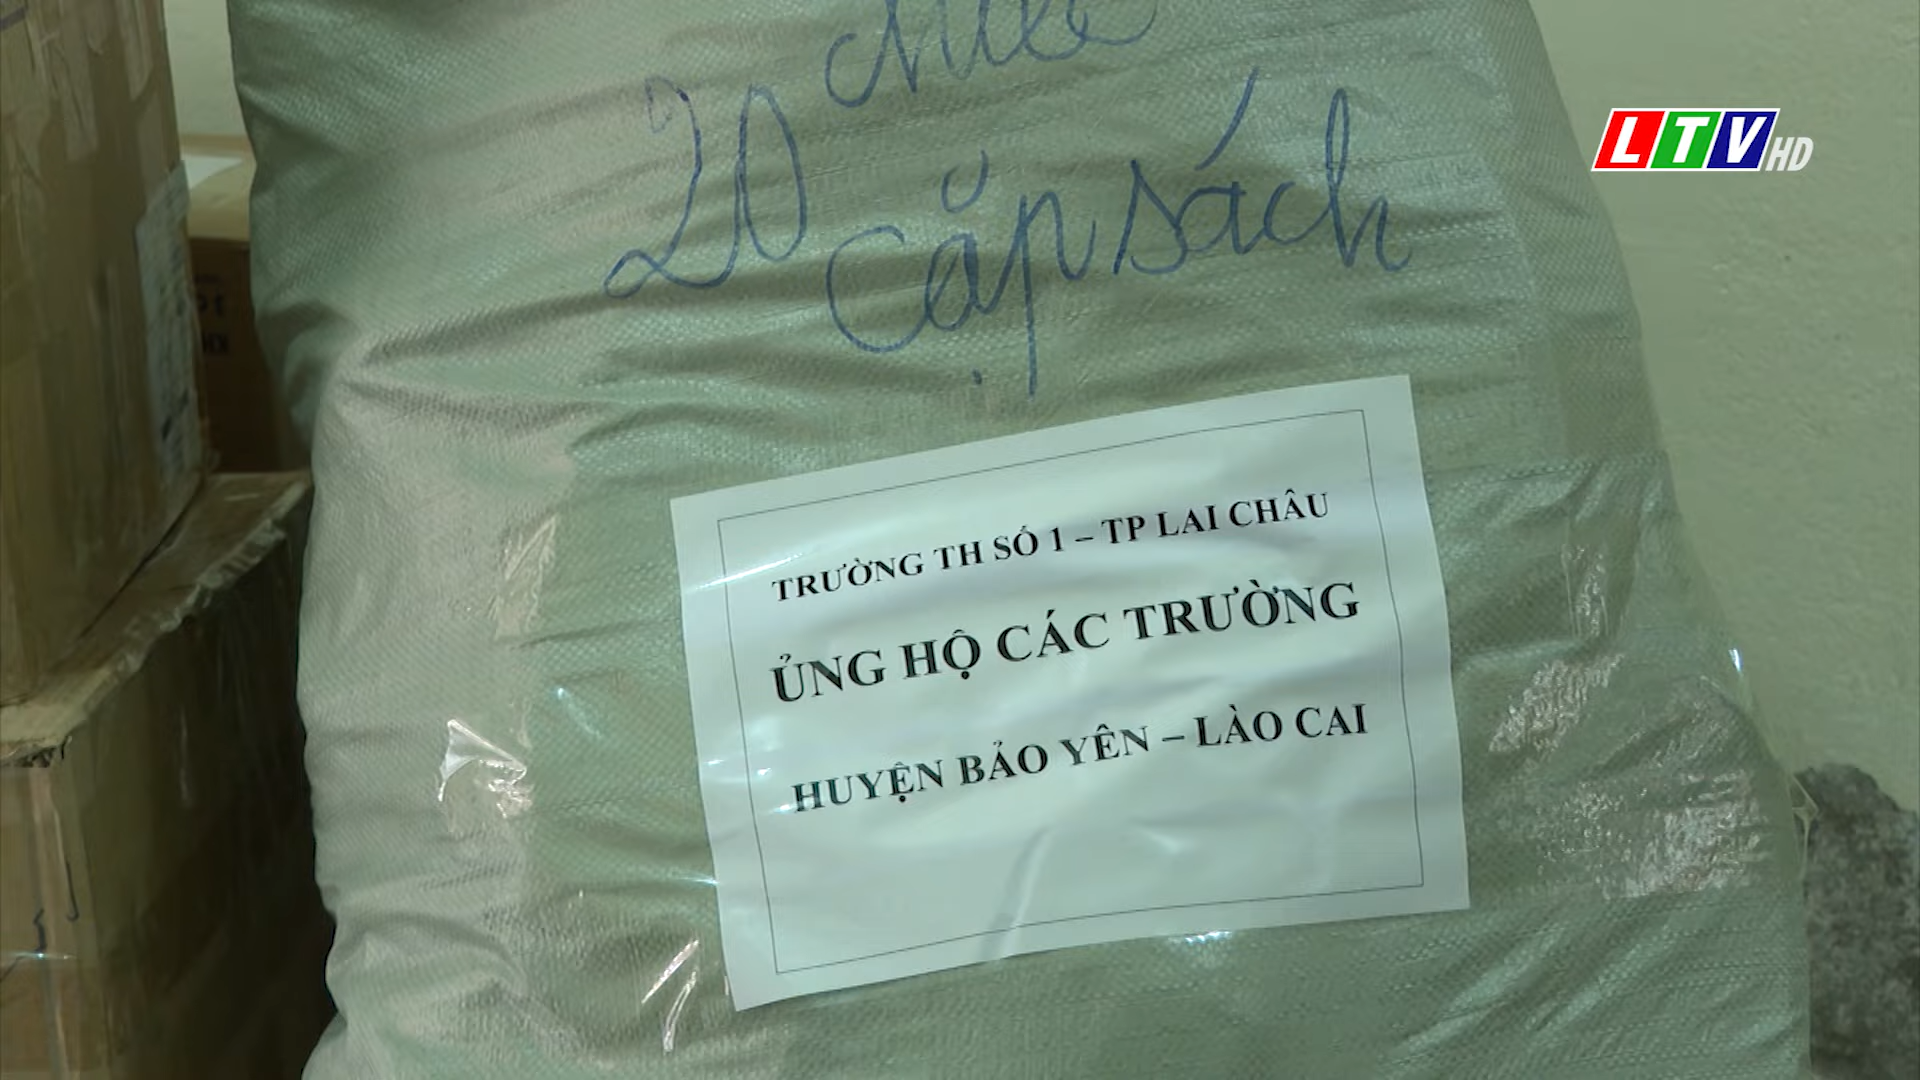 20 cặp sách
TRƯỜNG TH SỐ 1 – TP LAI CHÂU
ỦNG HỘ CÁC TRƯỜNG
HUYỆN BẢO YÊN – LÀO CAI
LTV HD